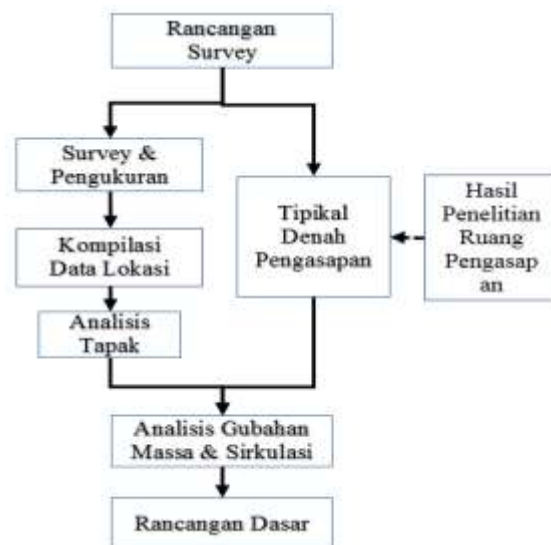 Rancangan
Survey
Survey &
Pengukuran
Kompilasi
Data Lokasi
Analisis
Tapak
Tipikal
Denah
Pengasapan
Hasil
Penelitian
Ruang
Pengasap
an
Analisis Gubahan
Massa & Sirkulasi
Rancangan Dasar